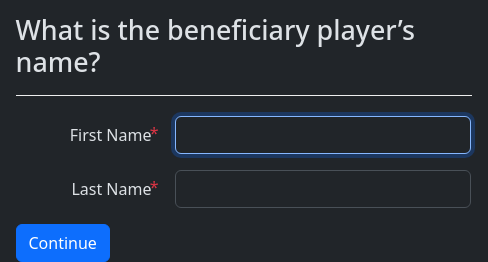 What is the beneficiary player’s
name?
First Name*
Last Name*
Continue